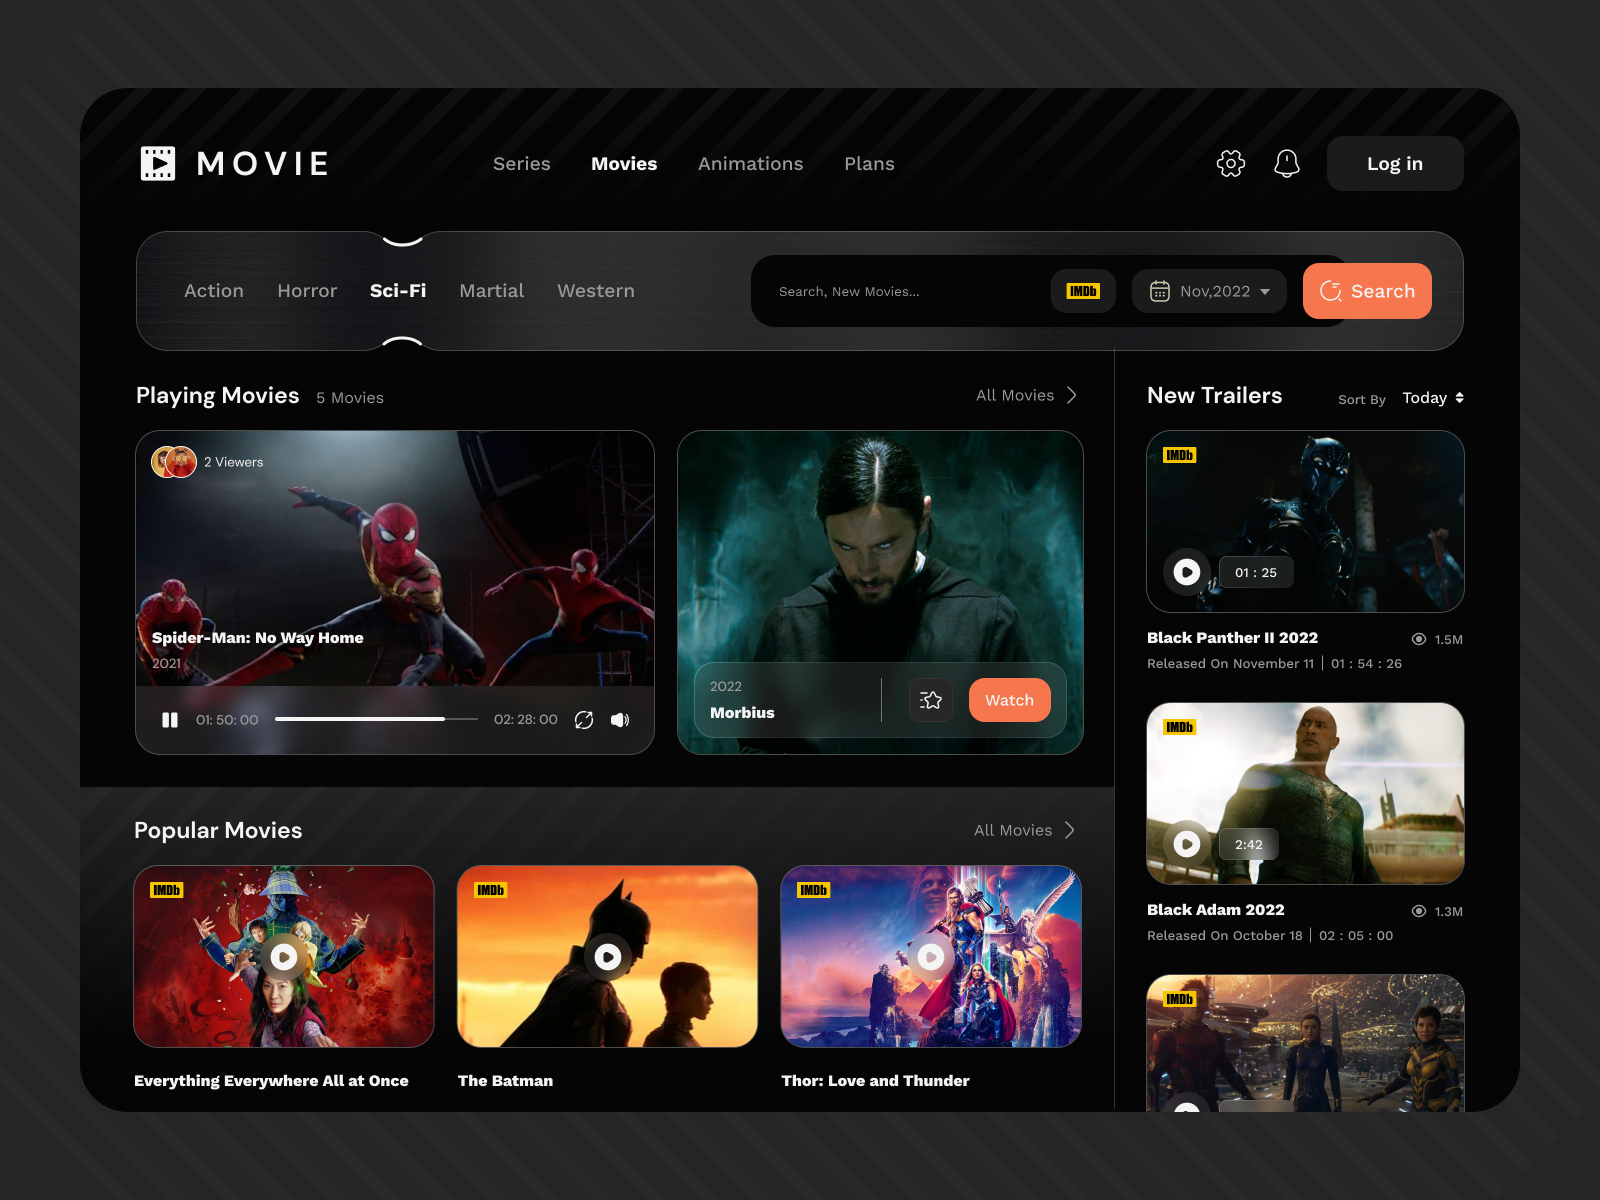 MOVIE
Series Movies Animations Plans
Log in
Action Horror Sci-Fi Martial Western
Search, New Movies...
IMDb
Nov,2022
Search
Playing Movies 5 Movies
All Movies
2 Viewers
Spider-Man: No Way Home
2021
01: 50: 00
02: 28: 00
2022
Morbius
Watch
Popular Movies
All Movies
IMDb
Everything Everywhere All at Once
IMDb
The Batman
IMDb
Thor: Love and Thunder
New Trailers
Sort By Today
IMDb
01 : 25
Black Panther II 2022
1.5M
Released On November 11 | 01 : 54 : 26
IMDb
2:42
Black Adam 2022
1.3M
Released On October 18 | 02 : 05 : 00
IMDb